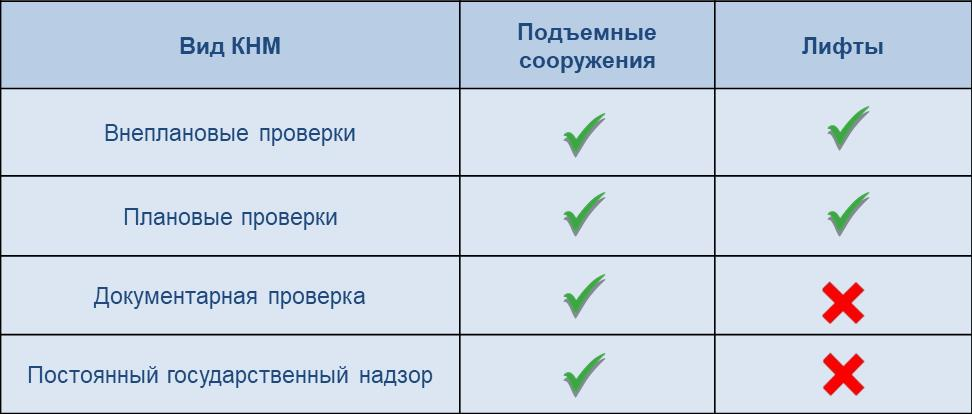 Вид КНМ
Подъемные
сооружения
Лифты
Внеплановые проверки
Плановые проверки
Документарная проверка
Постоянный государственный надзор